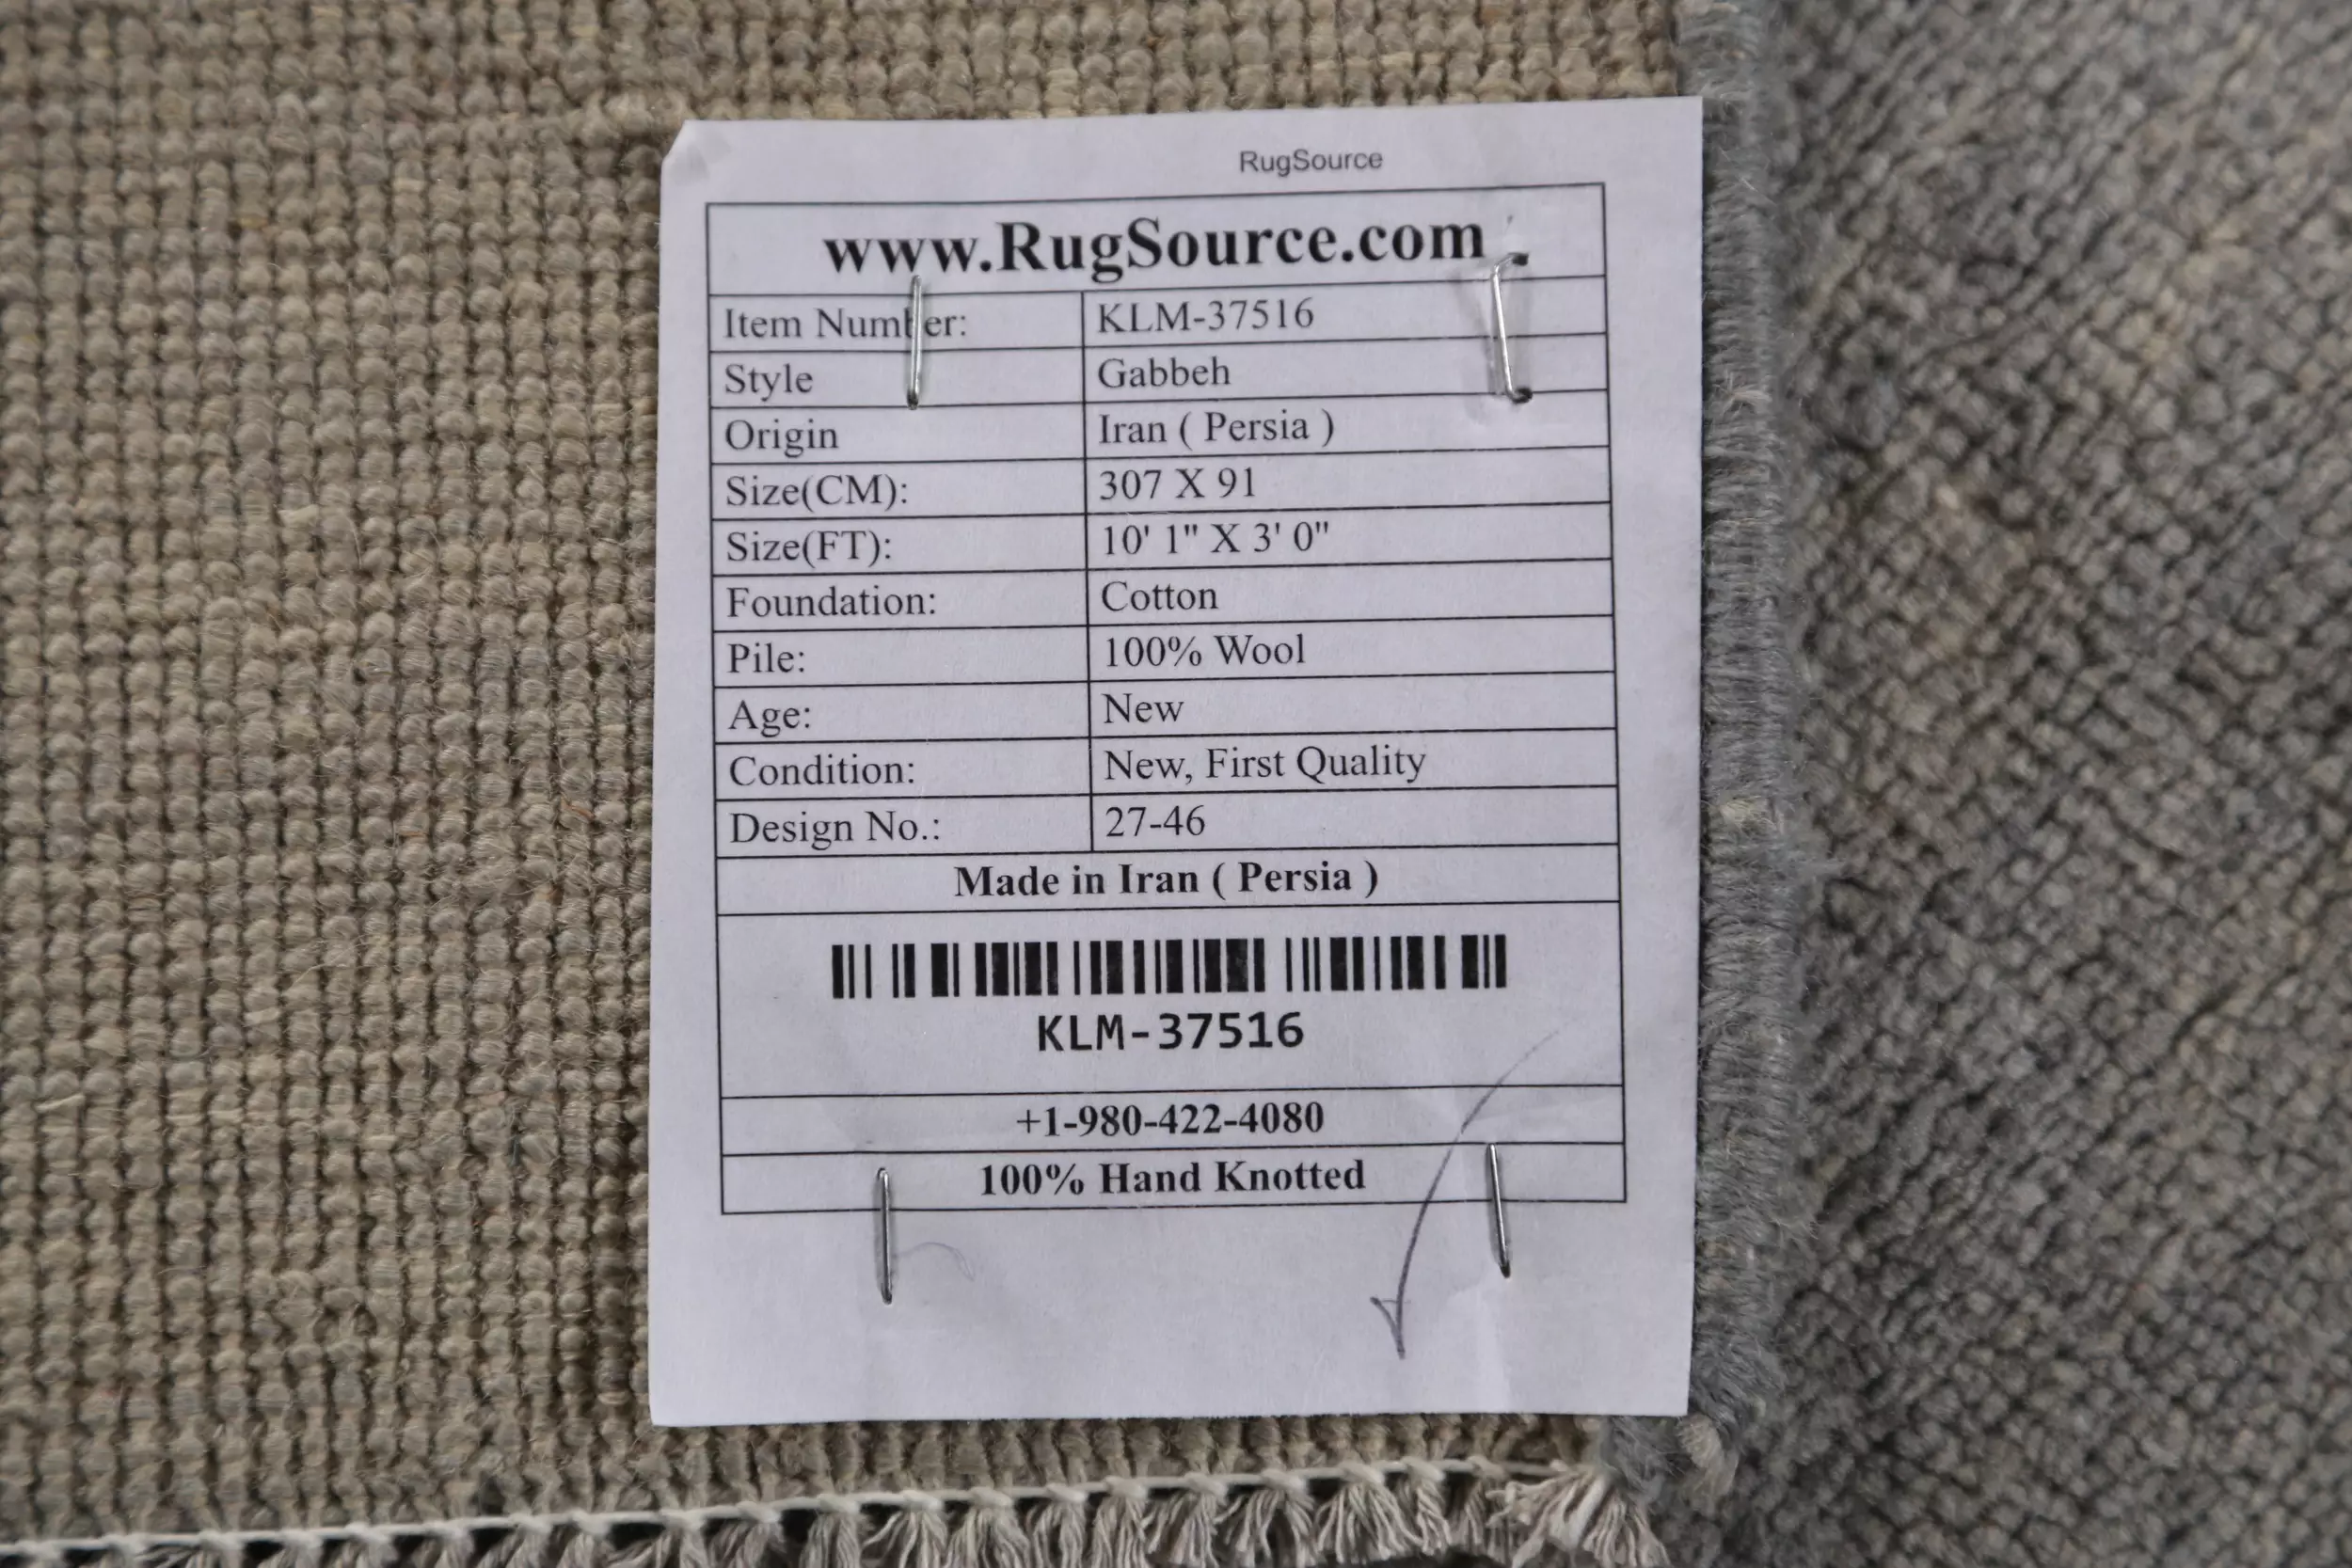 RugSource
www.RugSource.com
Item Number: KLM-37516
Style Gabbeh
Origin Iran ( Persia )
Size(CM): 307 X 91
Size(FT): 10' 1" X 3' 0"
Foundation: Cotton
Pile: 100% Wool
Age: New
Condition: New, First Quality
Design No.: 27-46
Made in Iran ( Persia )
KLM-37516
+1-980-422-4080
100% Hand Knotted